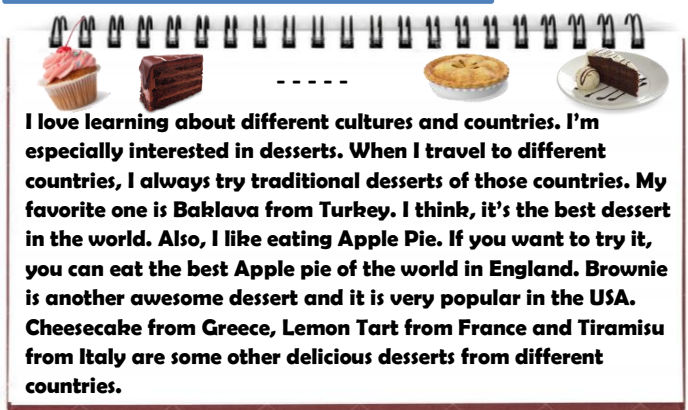 - - - - -
I love learning about different cultures and countries. I'm
especially interested in desserts. When I travel to different
countries, I always try traditional desserts of those countries. My
favorite one is Baklava from Turkey. I think, it's the best dessert
in the world. Also, I like eating Apple Pie. If you want to try it,
you can eat the best Apple pie of the world in England. Brownie
is another awesome dessert and it is very popular in the USA.
Cheesecake from Greece, Lemon Tart from France and Tiramisu
from Italy are some other delicious desserts from different
countries.